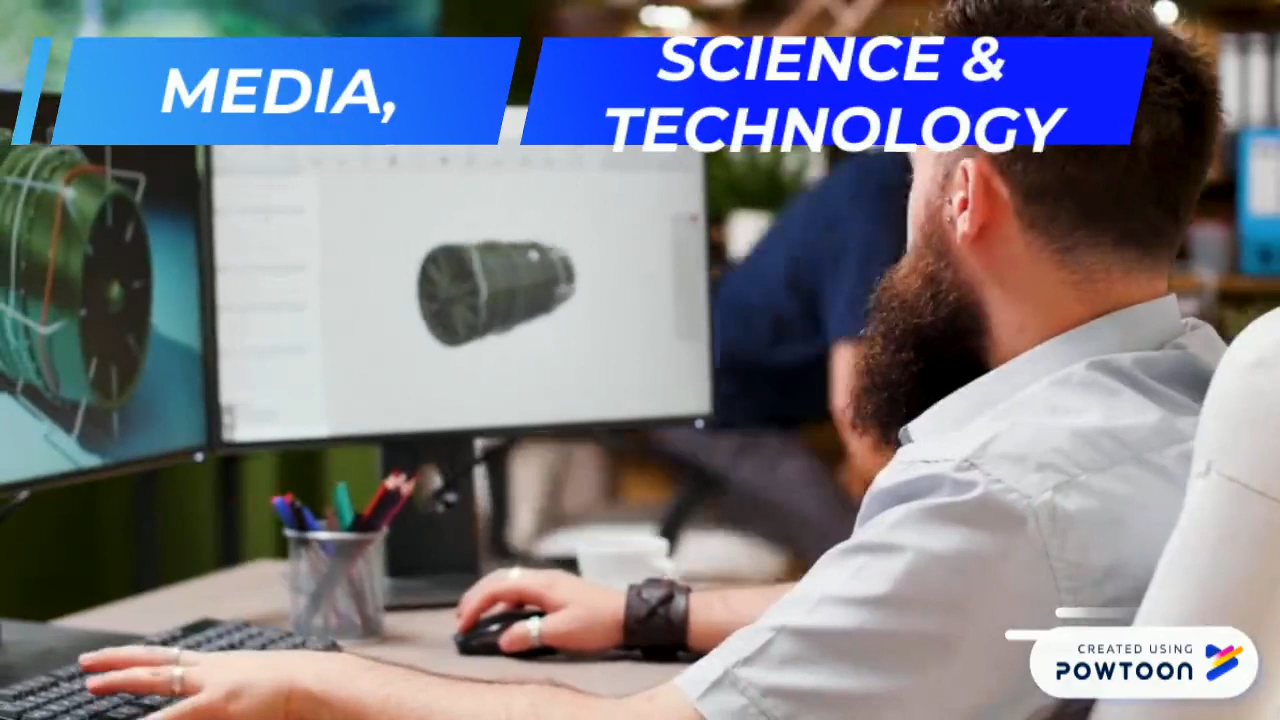 MEDIA,
SCIENCE &
TECHNOLOGY
CREATED USING
POWTOON